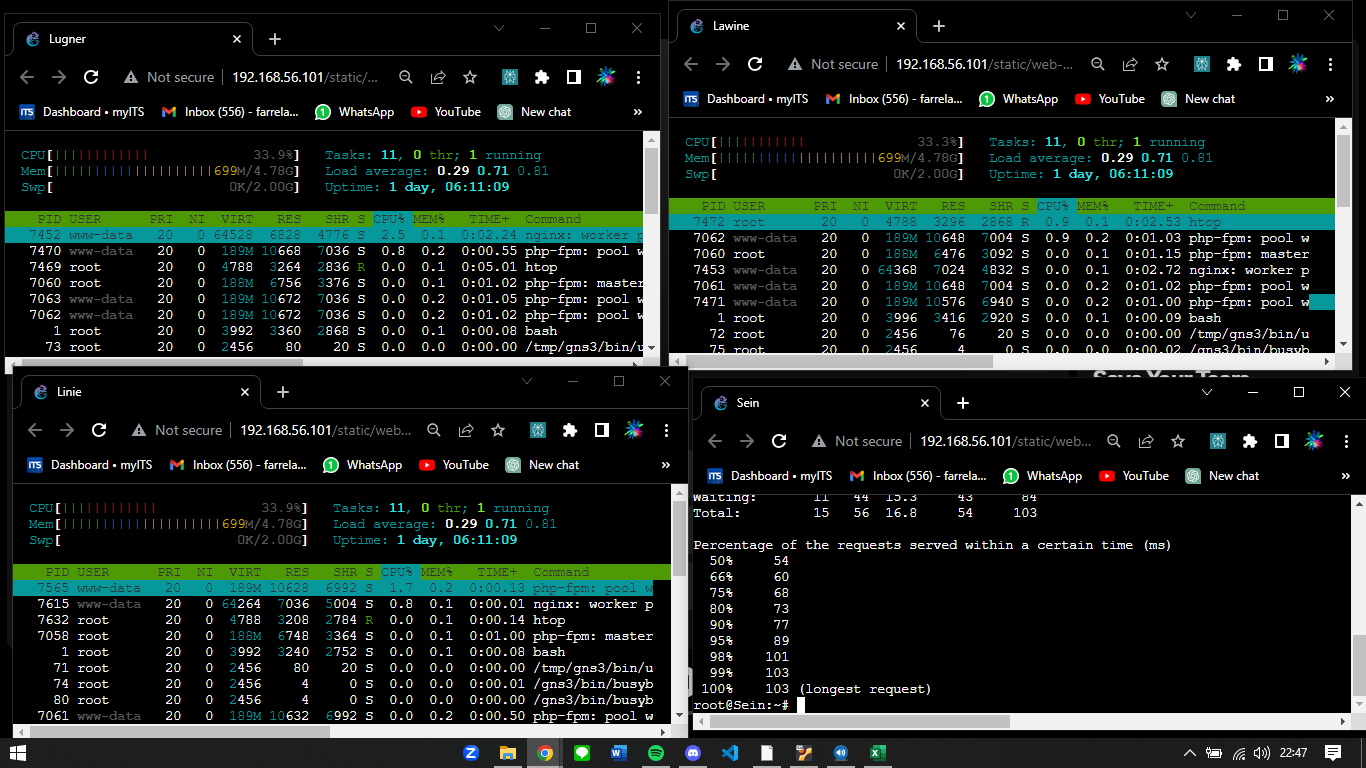 Lugner
Not secure
192.168.56.101/static/...
Dashboard • myITS
Inbox (556) - farrela...
WhatsApp
YouTube
New chat
»
CPU[|||||||||||| 33.9%] Tasks: 11, 0 thr; 1 running
Mem[||||||||||||||||||||699M/4.78G] Load average: 0.29 0.71 0.81
Swp[ 0K/2.00G] Uptime: 1 day, 06:11:09
PID USER PRI NI VIRT RES SHR S CPU% MEM% TIME+ Command
7452 www-data 20 0 64528 6828 4776 S 2.5 0.1 0:02.24 nginx: worker p
7470 www-data 20 0 189M 10668 7036 S 0.8 0.2 0:00.55 php-fpm: pool w
7469 root 20 0 4788 3264 2836 R 0.0 0.1 0:05.01 htop
7060 root 20 0 188M 6756 3376 S 0.0 0.1 0:01.02 php-fpm: master
7063 www-data 20 0 189M 10672 7036 S 0.0 0.2 0:01.05 php-fpm: pool w
7062 www-data 20 0 189M 10672 7036 S 0.0 0.2 0:01.02 php-fpm: pool w
1 root 20 0 3992 3360 2868 S 0.0 0.1 0:00.08 bash
73 root 20 0 2456 80 20 S 0.0 0.0 0:00.00 /tmp/gns3/bin/u
Lawine
Not secure
192.168.56.101/static/web-...
Dashboard • myITS
Inbox (556) - farrela...
WhatsApp
YouTube
New chat
»
CPU[|||||||||||| 33.3%] Tasks: 11, 0 thr; 1 running
Mem[||||||||||||||||||||699M/4.78G] Load average: 0.29 0.71 0.81
Swp[ 0K/2.00G] Uptime: 1 day, 06:11:09
PID USER PRI NI VIRT RES SHR S CPU% MEM% TIME+ Command
7472 root 20 0 4788 3296 2868 R 0.9 0.1 0:02.53 htop
7062 www-data 20 0 189M 10648 7004 S 0.9 0.2 0:01.03 php-fpm: pool w
7060 root 20 0 188M 6476 3092 S 0.0 0.1 0:01.15 php-fpm: master
7453 www-data 20 0 64368 7024 4832 S 0.0 0.1 0:02.72 nginx: worker p
7061 www-data 20 0 189M 10648 7004 S 0.0 0.2 0:01.02 php-fpm: pool w
7471 www-data 20 0 189M 10576 6940 S 0.0 0.2 0:01.00 php-fpm: pool w
1 root 20 0 3996 3416 2920 S 0.0 0.1 0:00.09 bash
72 root 20 0 2456 76 20 S 0.0 0.0 0:00.00 /tmp/gns3/bin/u
75 root 20 0 2456 4 0 S 0.0 0.0 0:00.02 /gns3/bin/busyb
Linie
Not secure
192.168.56.101/static/web...
Dashboard • myITS
Inbox (556) - farrela...
WhatsApp
YouTube
New chat
»
CPU[|||||||||||| 33.9%] Tasks: 11, 0 thr; 1 running
Mem[||||||||||||||||||||699M/4.78G] Load average: 0.29 0.71 0.81
Swp[ 0K/2.00G] Uptime: 1 day, 06:11:09
PID USER PRI NI VIRT RES SHR S CPU% MEM% TIME+ Command
7565 www-data 20 0 189M 10628 6992 S 1.7 0.2 0:00.13 php-fpm: pool w
7615 www-data 20 0 64264 7036 5004 S 0.8 0.1 0:00.01 nginx: worker p
7632 root 20 0 4788 3208 2784 R 0.0 0.1 0:00.14 htop
7058 root 20 0 188M 6748 3364 S 0.0 0.1 0:01.00 php-fpm: master
1 root 20 0 3992 3240 2752 S 0.0 0.1 0:00.08 bash
71 root 20 0 2456 80 20 S 0.0 0.0 0:00.00 /tmp/gns3/bin/u
74 root 20 0 2456 4 0 S 0.0 0.0 0:00.01 /gns3/bin/busyb
80 root 20 0 2456 4 0 S 0.0 0.0 0:00.00 /gns3/bin/busyb
7061 www-data 20 0 189M 10632 6992 S 0.0 0.2 0:00.50 php-fpm: pool w
Sein
Not secure
192.168.56.101/static/web...
Dashboard • myITS
Inbox (556) - farrela...
WhatsApp
YouTube
New chat
»
Waiting: 11 44 15.3 43 84
Total: 15 56 16.8 54 103
Percentage of the requests served within a certain time (ms)
50% 54
66% 60
75% 68
80% 73
90% 77
95% 89
98% 101
99% 103
100% 103 (longest request)
root@Sein:~#
22:47